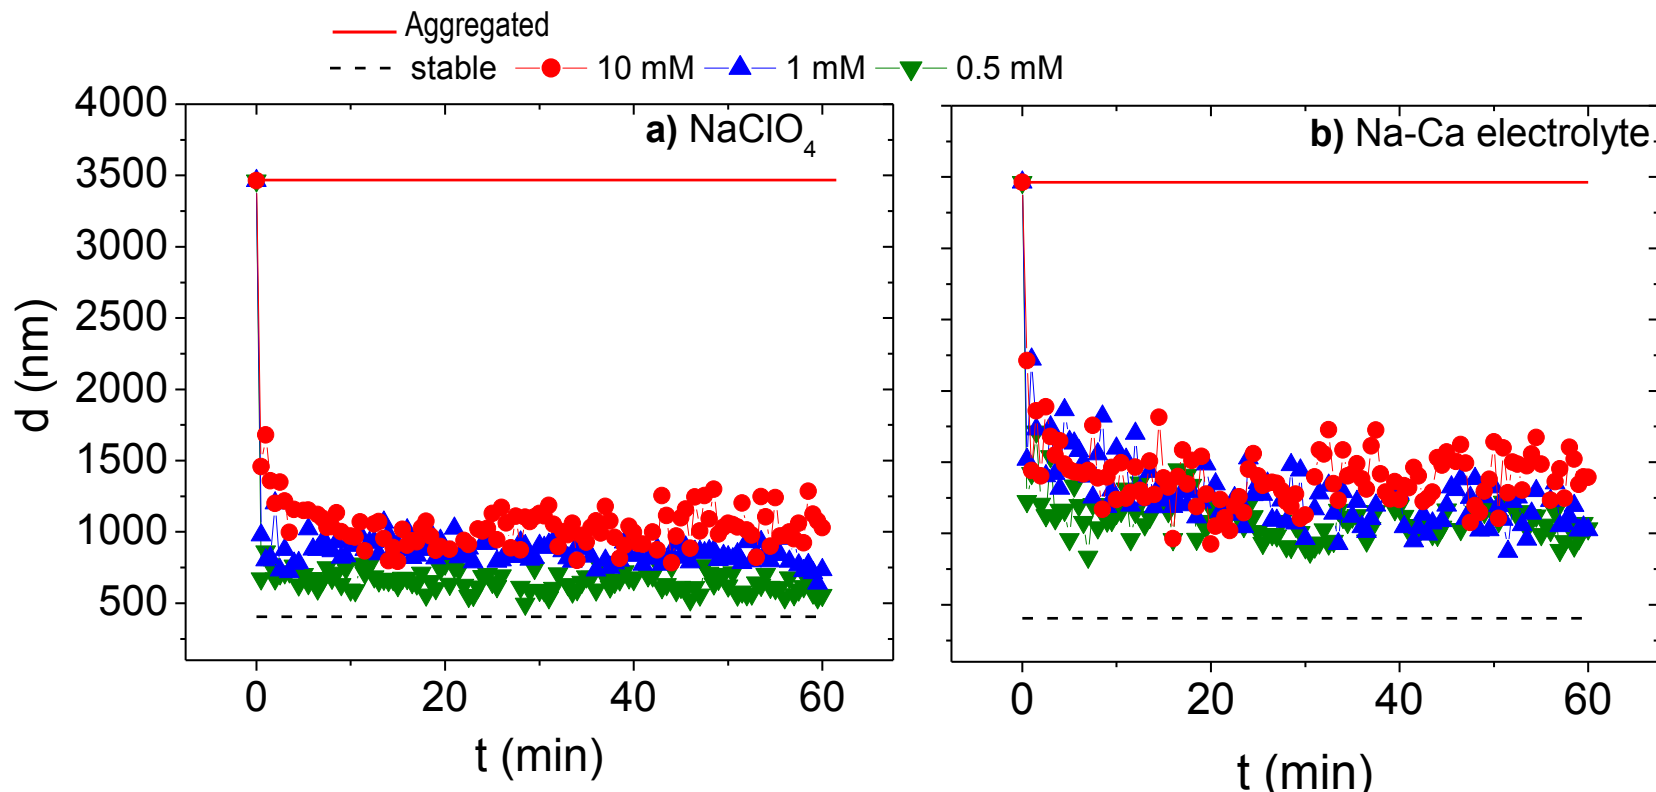 Aggregated
stable 10 mM 1 mM 0.5 mM
a) NaClO4
b) Na-Ca electrolyte
d (nm)
4000
3500
3000
2500
2000
1500
1000
500
0 20 40 60
t (min)
0 20 40 60
t (min)